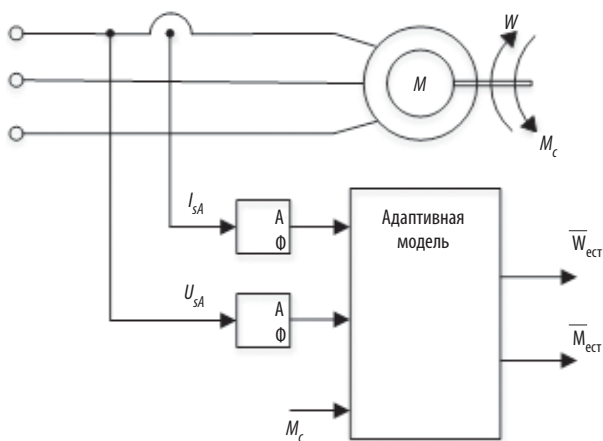 W
M
M_c
I_sA
А
Ф
Адаптивная
модель
W̅_ест
U_sA
А
Ф
M̅_ест
M_c